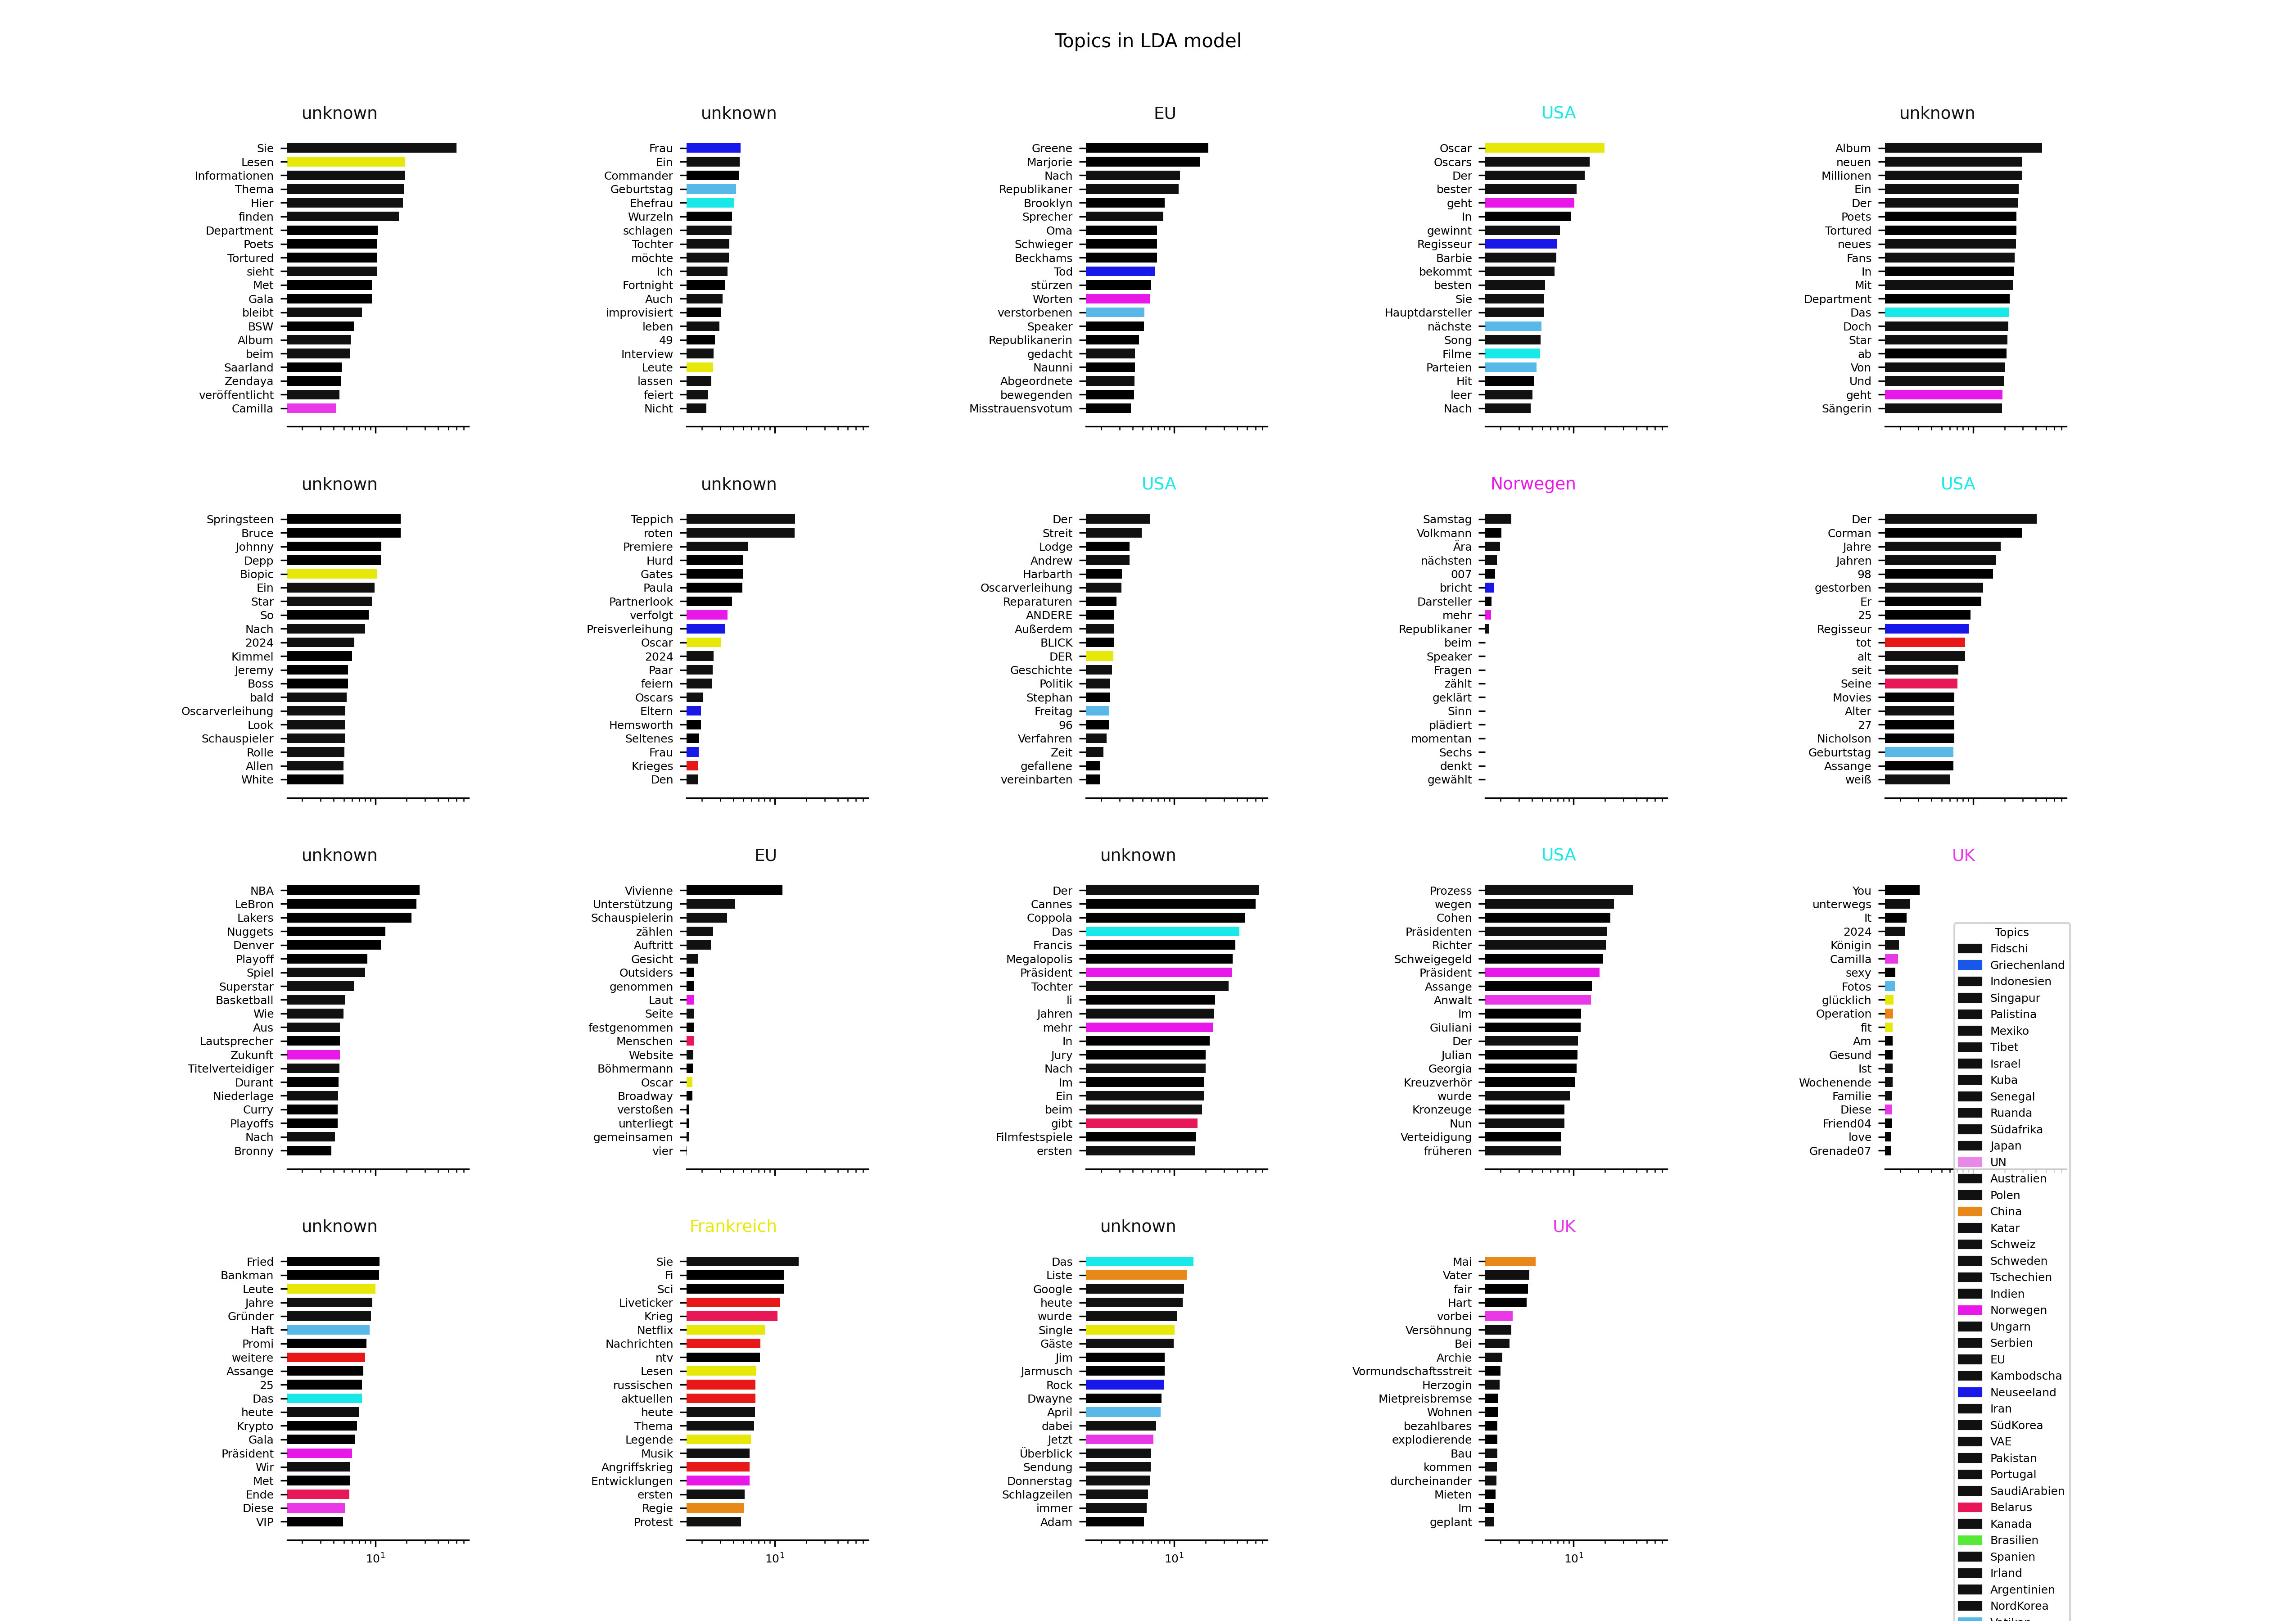 Topics in LDA model
unknown
Sie
Lesen
Informationen
Thema
Hier
finden
Department
Poets
Tortured
sieht
Met
Gala
bleibt
BSW
Album
beim
Saarland
Zendaya
veröffentlicht
Camilla
unknown
Frau
Ein
Commander
Geburtstag
Ehefrau
Wurzeln
schlagen
Tochter
möchte
Ich
Fortnight
Auch
improvisiert
leben
49
Interview
Leute
lassen
feiert
Nicht
EU
Greene
Marjorie
Nach
Republikaner
Brooklyn
Sprecher
Oma
Schwieger
Beckhams
Tod
stürzen
Worten
verstorbenen
Speaker
Republikanerin
gedacht
Naunni
Abgeordnete
bewegenden
Misstrauensvotum
USA
Oscar
Oscars
Der
bester
geht
In
gewinnt
Regisseur
Barbie
bekommt
besten
Sie
Hauptdarsteller
nächste
Song
Filme
Parteien
Hit
leer
Nach
unknown
Album
neuen
Millionen
Ein
Der
Poets
Tortured
neues
Fans
In
Mit
Department
Das
Doch
Star
ab
Von
Und
geht
Sängerin
unknown
Springsteen
Bruce
Johnny
Depp
Biopic
Ein
Star
So
Nach
2024
Kimmel
Jeremy
Boss
bald
Oscarverleihung
Look
Schauspieler
Rolle
Allen
White
unknown
Teppich
roten
Premiere
Hurd
Gates
Paula
Partnerlook
verfolgt
Preisverleihung
Oscar
2024
Paar
feiern
Oscars
Eltern
Hemsworth
Seltenes
Frau
Krieges
Den
USA
Der
Streit
Lodge
Andrew
Harbarth
Oscarverleihung
Reparaturen
ANDERE
Außerdem
BLICK
DER
Geschichte
Politik
Stephan
Freitag
96
Verfahren
Zeit
gefallene
vereinbarten
Norwegen
Samstag
Volkmann
Ära
nächsten
007
bricht
Darsteller
mehr
Republikaner
beim
Speaker
Fragen
zählt
geklärt
Sinn
plädiert
momentan
Sechs
denkt
gewählt
USA
Der
Corman
Jahre
Jahren
98
gestorben
Er
25
Regisseur
tot
alt
seit
Seine
Movies
Alter
27
Nicholson
Geburtstag
Assange
weiß
unknown
NBA
LeBron
Lakers
Nuggets
Denver
Playoff
Spiel
Superstar
Basketball
Wie
Aus
Lautsprecher
Zukunft
Titelverteidiger
Durant
Niederlage
Curry
Playoffs
Nach
Bronny
EU
Vivienne
Unterstützung
Schauspielerin
zählen
Auftritt
Gesicht
Outsiders
genommen
Laut
Seite
festgenommen
Menschen
Website
Böhmermann
Oscar
Broadway
verstoßen
unterliegt
gemeinsamen
vier
unknown
Der
Cannes
Coppola
Das
Francis
Megalopolis
Präsident
Tochter
li
Jahren
mehr
In
Jury
Nach
Im
Ein
beim
gibt
Filmfestspiele
ersten
USA
Prozess
wegen
Cohen
Präsidenten
Richter
Schweigegeld
Präsident
Assange
Anwalt
Im
Giuliani
Der
Julian
Georgia
Kreuzverhör
wurde
Kronzeuge
Nun
Verteidigung
früheren
UK
You
unterwegs
It
2024
Königin
Camilla
sexy
Fotos
glücklich
Operation
fit
Am
Gesund
Ist
Wochenende
Familie
Diese
Friend04
love
Grenade07
unknown
Fried
Bankman
Leute
Jahre
Gründer
Haft
Promi
weitere
Assange
25
Das
heute
Krypto
Gala
Präsident
Wir
Met
Ende
Diese
VIP
10¹
Frankreich
Sie
Fi
Sci
Liveticker
Krieg
Netflix
Nachrichten
ntv
Lesen
russischen
aktuellen
heute
Thema
Legende
Musik
Angriffskrieg
Entwicklungen
ersten
Regie
Protest
10¹
unknown
Das
Liste
Google
heute
wurde
Single
Gäste
Jim
Jarmusch
Rock
Dwayne
April
dabei
Jetzt
Überblick
Sendung
Donnerstag
Schlagzeilen
immer
Adam
10¹
UK
Mai
Vater
fair
Hart
vorbei
Versöhnung
Bei
Archie
Vormundschaftsstreit
Herzogin
Mietpreisbremse
Wohnen
bezahlbares
explodierende
Bau
kommen
durcheinander
Mieten
Im
geplant
10¹
Topics
Fidschi
Griechenland
Indonesien
Singapur
Palistina
Mexiko
Tibet
Israel
Kuba
Senegal
Ruanda
Südafrika
Japan
UN
Australien
Polen
China
Katar
Schweiz
Schweden
Tschechien
Indien
Norwegen
Ungarn
Serbien
EU
Kambodscha
Neuseeland
Iran
SüdKorea
VAE
Pakistan
Portugal
SaudiArabien
Belarus
Kanada
Brasilien
Spanien
Irland
Argentinien
NordKorea